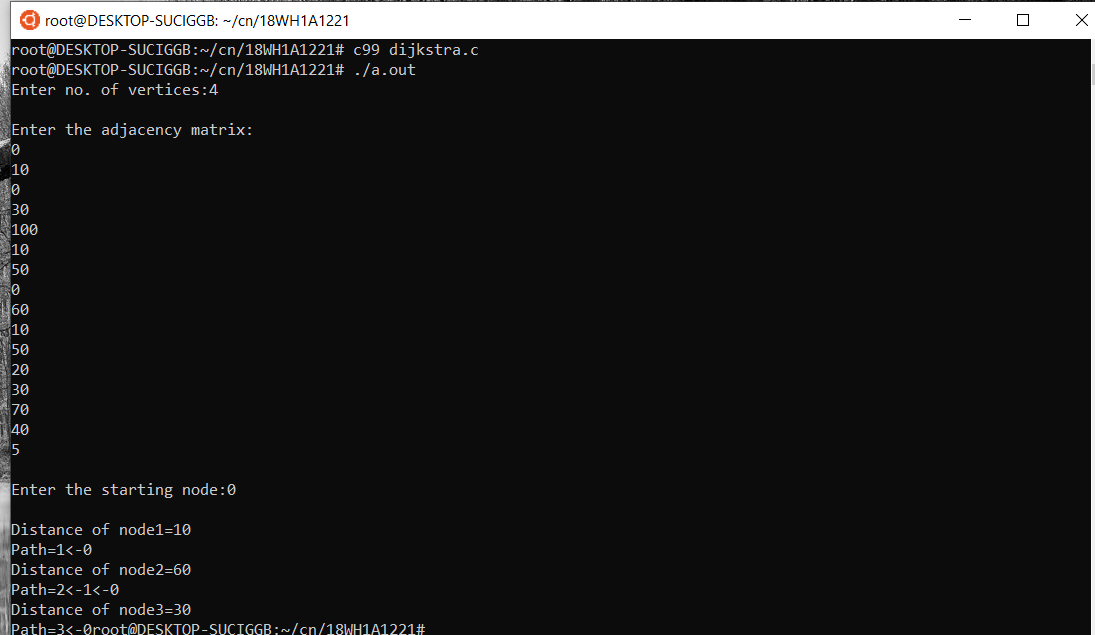 root@DESKTOP-SUCIGGB: ~/cn/18WH1A1221
root@DESKTOP-SUCIGGB:~/cn/18WH1A1221# c99 dijkstra.c
root@DESKTOP-SUCIGGB:~/cn/18WH1A1221# ./a.out
Enter no. of vertices:4
Enter the adjacency matrix:
0
10
0
30
100
10
50
0
60
10
50
20
30
70
40
5
Enter the starting node:0
Distance of node1=10
Path=1<-0
Distance of node2=60
Path=2<-1<-0
Distance of node3=30
Path=3<-0root@DESKTOP-SUCIGGB:~/cn/18WH1A1221#